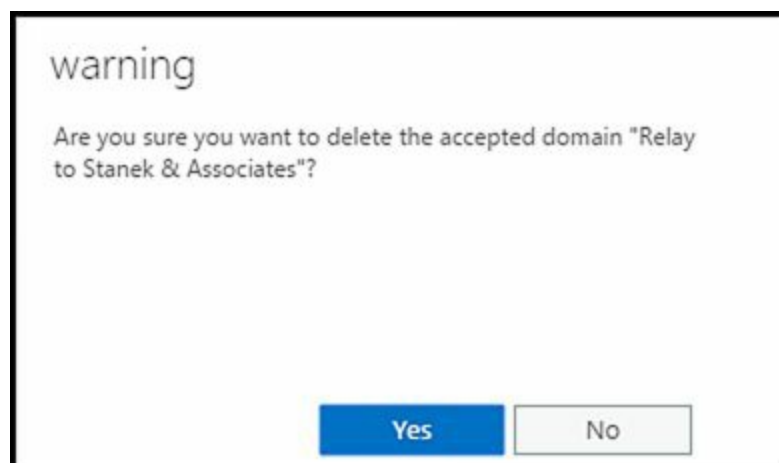 warning
Are you sure you want to delete the accepted domain "Relay
to Stanek & Associates"?
Yes No